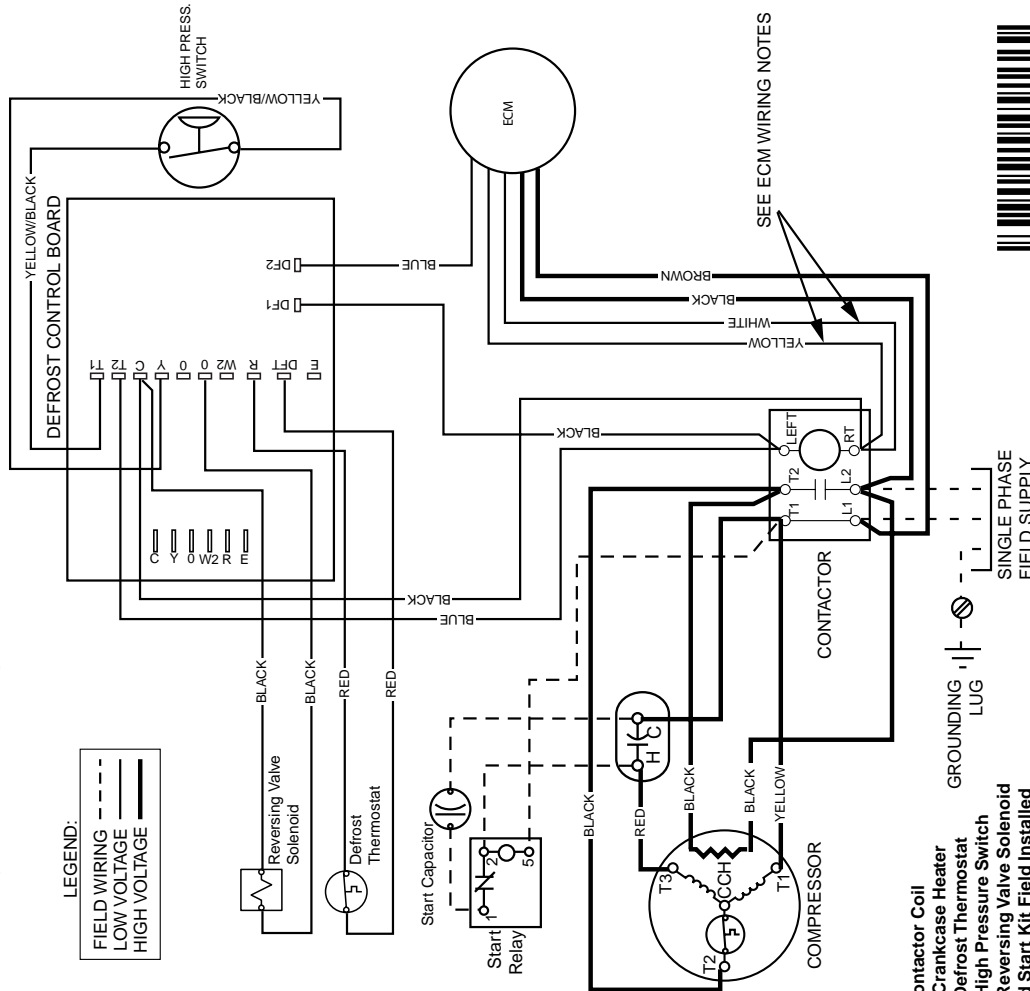 LEGEND:
FIELD WIRING
LOW VOLTAGE
HIGH VOLTAGE
DEFROST CONTROL BOARD
HIGH PRESS.
SWITCH
YELLOW/BLACK
YELLOW/BLACK
T1
T2
C
Y
0
0
W2
R
DFT
E
DF2
DF1
C
Y
0
W2
R
E
BLUE
ECM
SEE ECM WIRING NOTES
BROWN
BLACK
WHITE
YELLOW
BLACK
BLACK
BLUE
BLACK
BLACK
RED
RED
Reversing Valve
Solenoid
Defrost
Thermostat
Start Capacitor
Start
Relay
1
2
5
H
C
LEFT
RT
T2
L2
T1
L1
CONTACTOR
BLACK
RED
BLACK
BLACK
YELLOW
T3
CCH
T1
T2
COMPRESSOR
GROUNDING
LUG
SINGLE PHASE
FIELD SUPPLY
ontactor Coil
Crankcase Heater
Defrost Thermostat
High Pressure Switch
Reversing Valve Solenoid
d Start Kit Field Installed